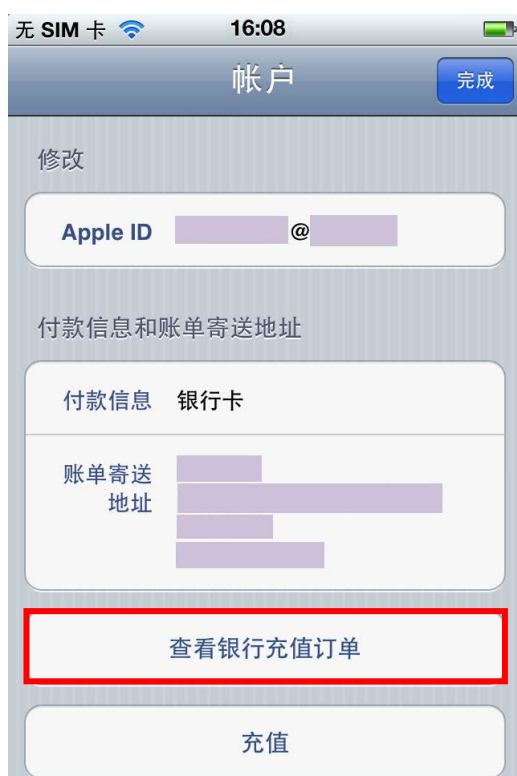 无 SIM 卡 16:08
帐户
完成
修改
Apple ID @
付款信息和账单寄送地址
付款信息 银行卡
账单寄送
地址
查看银行充值订单
充值